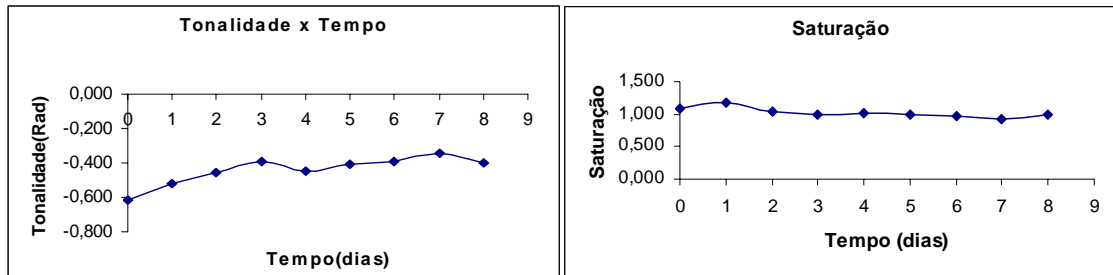 Tonalidade x Tempo
Tonalidade(Rad)
0,000
-0,200
-0,400
-0,600
-0,800
0 1 2 3 4 5 6 7 8 9
Tempo(dias)
Saturação
Saturação
1,500
1,000
0,500
0,000
0 1 2 3 4 5 6 7 8 9
Tempo (dias)